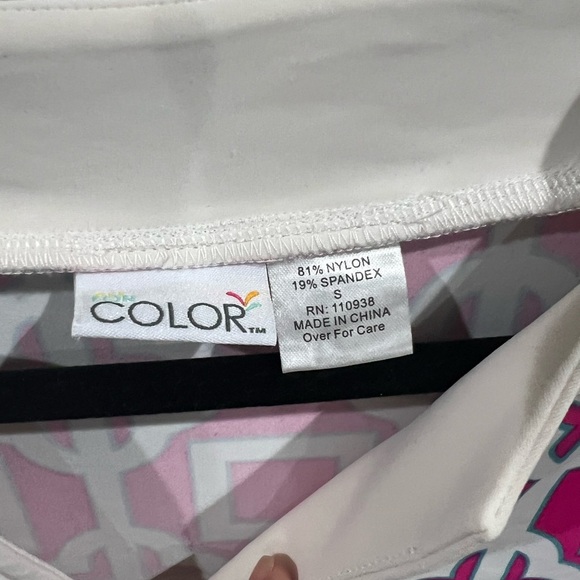 COLOR™
81% NYLON
19% SPANDEX
S
RN: 110938
MADE IN CHINA
Over For Care